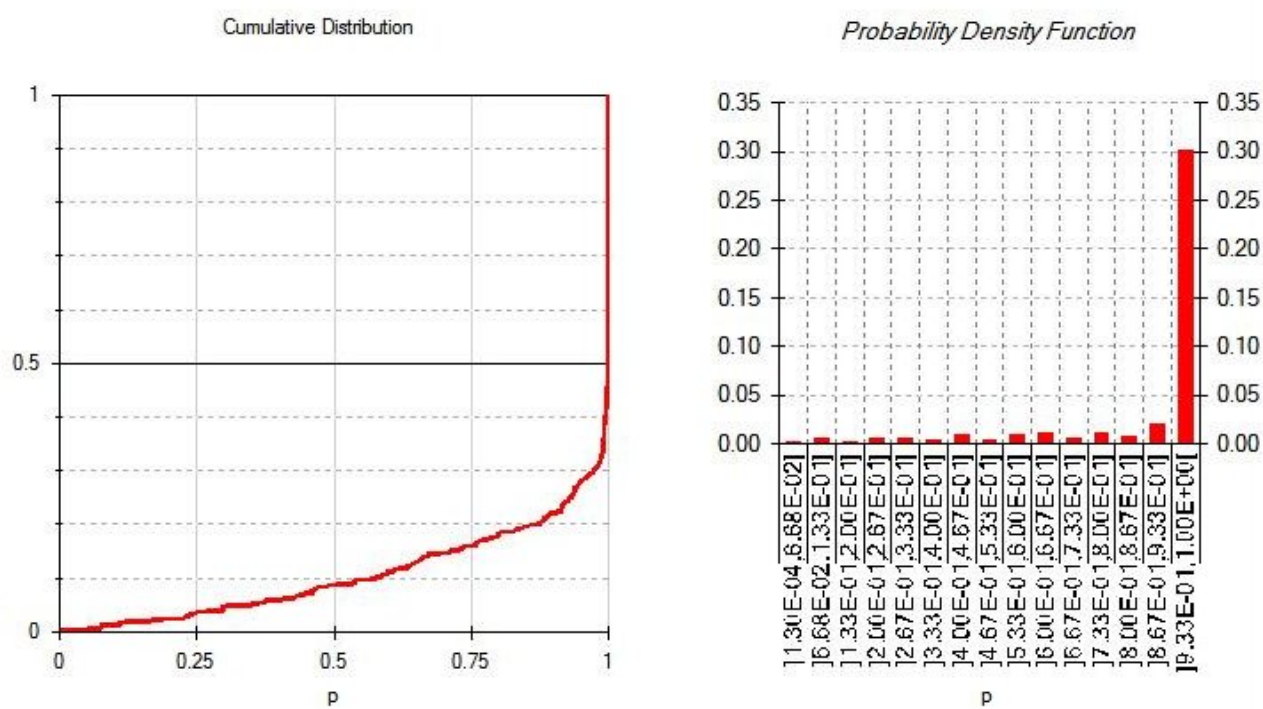 Cumulative Distribution
1
0.5
0
0 0.25 0.5 0.75 1
p
Probability Density Function
0.35 0.35
0.30 0.30
0.25 0.25
0.20 0.20
0.15 0.15
0.10 0.10
0.05 0.05
0.00 0.00
]1.30E-04,6.68E-02]
]6.68E-02,1.33E-01]
]1.33E-01,2.00E-01]
]2.00E-01,2.67E-01]
]2.67E-01,3.33E-01]
]3.33E-01,4.00E-01]
]4.00E-01,4.67E-01]
]4.67E-01,5.33E-01]
]5.33E-01,6.00E-01]
]6.00E-01,6.67E-01]
]6.67E-01,7.33E-01]
]7.33E-01,8.00E-01]
]8.00E-01,8.67E-01]
]8.67E-01,9.33E-01]
]9.33E-01,1.00E+00[
p